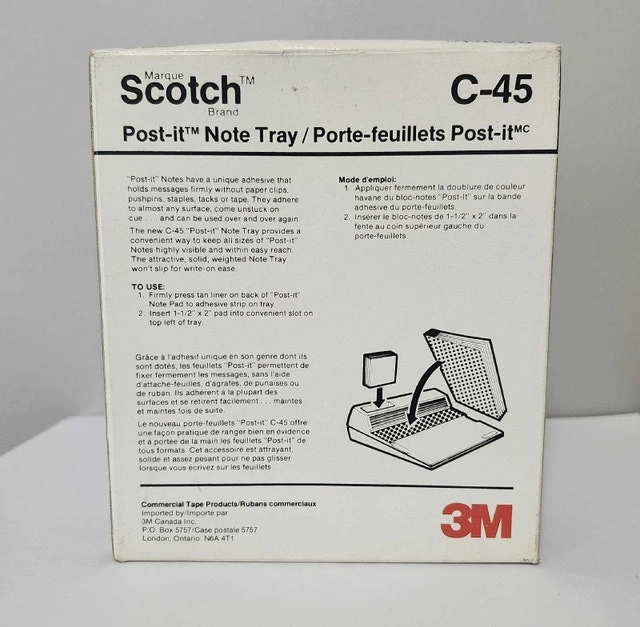 Marque
Scotch™
Brand
C-45
Post-it™ Note Tray / Porte-feuillets Post-itᴹᶜ
"Post-it" Notes have a unique adhesive that
holds messages firmly without paper clips,
pushpins, staples, tacks or tape. They adhere
to almost any surface, come unstuck on
cue . . . and can be used over and over again.
The new C-45 "Post-it" Note Tray provides a
convenient way to keep all sizes of "Post-it"
Notes highly visible and within easy reach.
The attractive, solid, weighted Note Tray
won't slip for write-on ease.
TO USE:
1. Firmly press tan liner on back of "Post-it"
Note Pad to adhesive strip on tray.
2. Insert 1-1/2" x 2" pad into convenient slot on
top left of tray.
Grâce à l'adhésif unique en son genre dont ils
sont dotés, les feuillets "Post-it" permettent de
fixer fermement les messages, sans l'aide
d'attache-feuilles, d'agrafes, de punaises ou
de ruban. Ils adhèrent à la plupart des
surfaces et se retirent facilement . . . maintes
et maintes fois de suite.
Le nouveau porte-feuillets "Post-it" C-45 offre
une façon pratique de ranger bien en évidence
et à portée de la main les feuillets "Post-it" de
tous formats. Cet accessoire est attrayant,
solide et assez pesant pour ne pas glisser
lorsque vous écrivez sur les feuillets.
Mode d'emploi:
1 Appliquer fermement la doublure de couleur
havane du bloc-notes "Post-It" sur la bande
adhésive du porte-feuillets.
2. Insérer le bloc-notes de 1-1/2" x 2" dans la
fente au coin supérieur gauche du
porte-feuillets.
Commercial Tape Products/Rubans commerciaux
Imported by/Importé par
3M Canada Inc.
P.O. Box 5757/Case postale 5757
London, Ontario N6A 4T1
3M